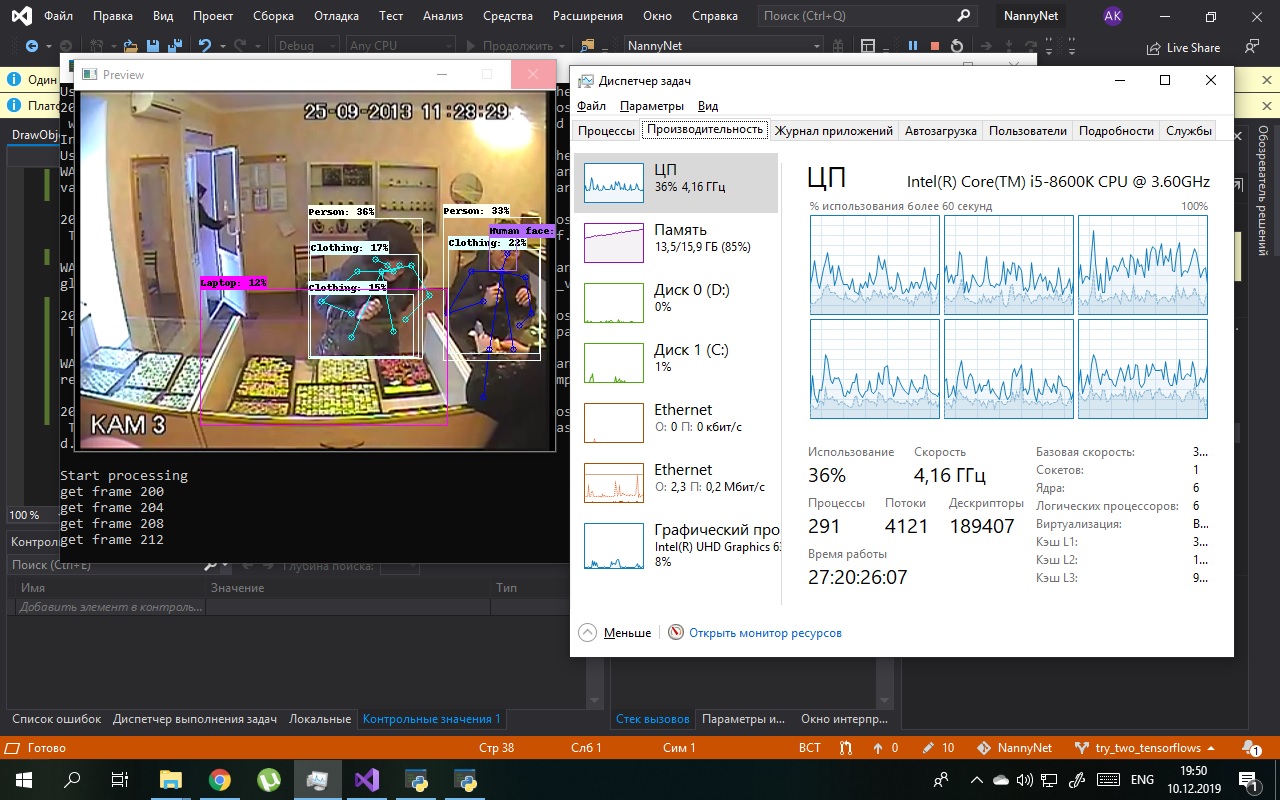 Файл Правка Вид Проект Сборка Отладка Тест Анализ Средства Расширения Окно Справка Поиск (Ctrl+Q) NannyNet AK
Debug Any CPU Продолжить NannyNet Live Share
Один
Плат
DrawObj
Обозреватель решений
Preview
25-09-2013 11:28:29
Person: 36%
Person: 33%
Human face:
Clothing: 17%
Clothing: 22%
Laptop: 12%
Clothing: 15%
КАМ 3
Start processing
get frame 200
get frame 204
get frame 208
get frame 212
100 %
Диспетчер задач
Файл Параметры Вид
Процессы Производительность Журнал приложений Автозагрузка Пользователи Подробности Службы
ЦП
36% 4,16 ГГц
Память
13,5/15,9 ГБ (85%)
Диск 0 (D:)
0%
Диск 1 (C:)
1%
Ethernet
О: 0 П: 0 кбит/с
Ethernet
О: 2,3 П: 0,2 Мбит/с
Графический про
Intel(R) UHD Graphics 6
8%
ЦП Intel(R) Core(TM) i5-8600K CPU @ 3.60GHz
% использования более 60 секунд 100%
Использование Скорость
36% 4,16 ГГц
Процессы Потоки Дескрипторы
291 4121 189407
Время работы
27:20:26:07
Базовая скорость: 3...
Сокетов: 1
Ядра: 6
Логических процессоров: 6
Виртуализация: В...
Кэш L1: 3...
Кэш L2: 1...
Кэш L3: 9...
Меньше Открыть монитор ресурсов
Контрол
Поиск (Ctrl+E) Глубина поиска:
Имя Значение Тип
Добавить элемент в контроль...
Список ошибок Диспетчер выполнения задач Локальные Контрольные значения 1 Стек вызовов Параметры и... Окно интерпр...
Готово Стр 38 Слб 1 Сим 1 ВСТ 0 10 NannyNet try_two_tensorflows 1
ENG 19:50
10.12.2019 1